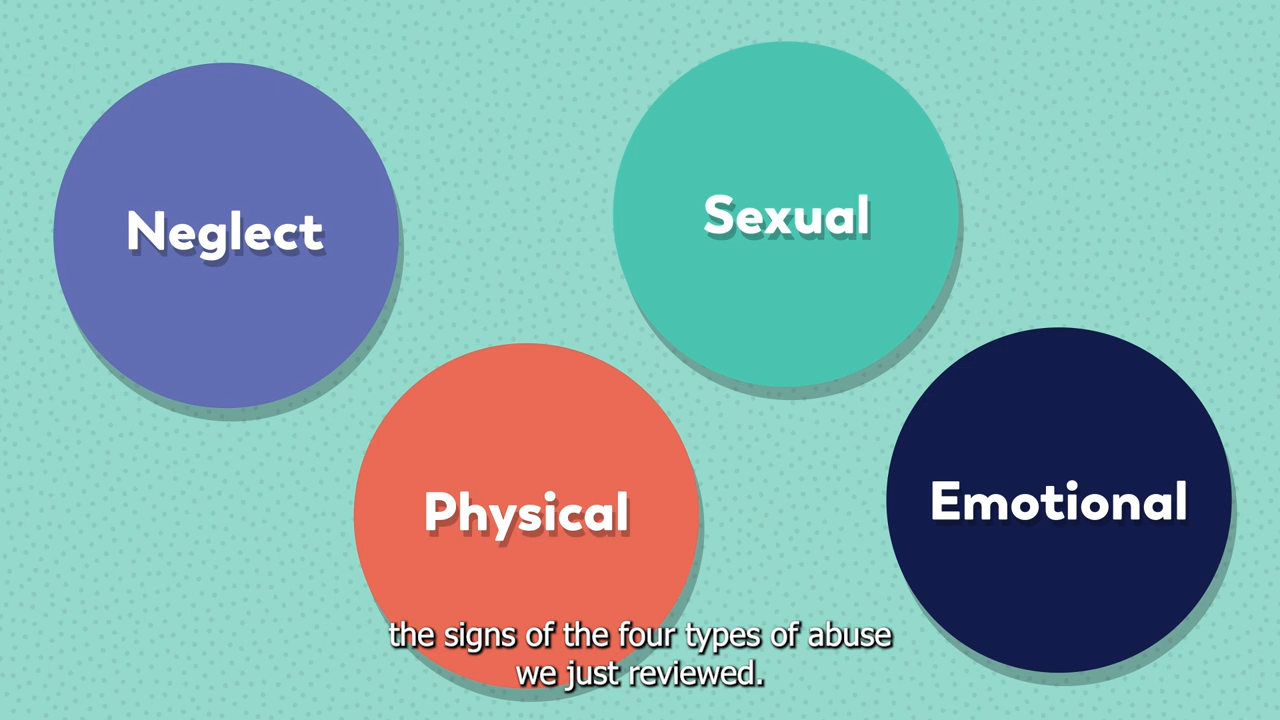 Neglect
Sexual
Physical
Emotional
the signs of the four types of abuse
we just reviewed.